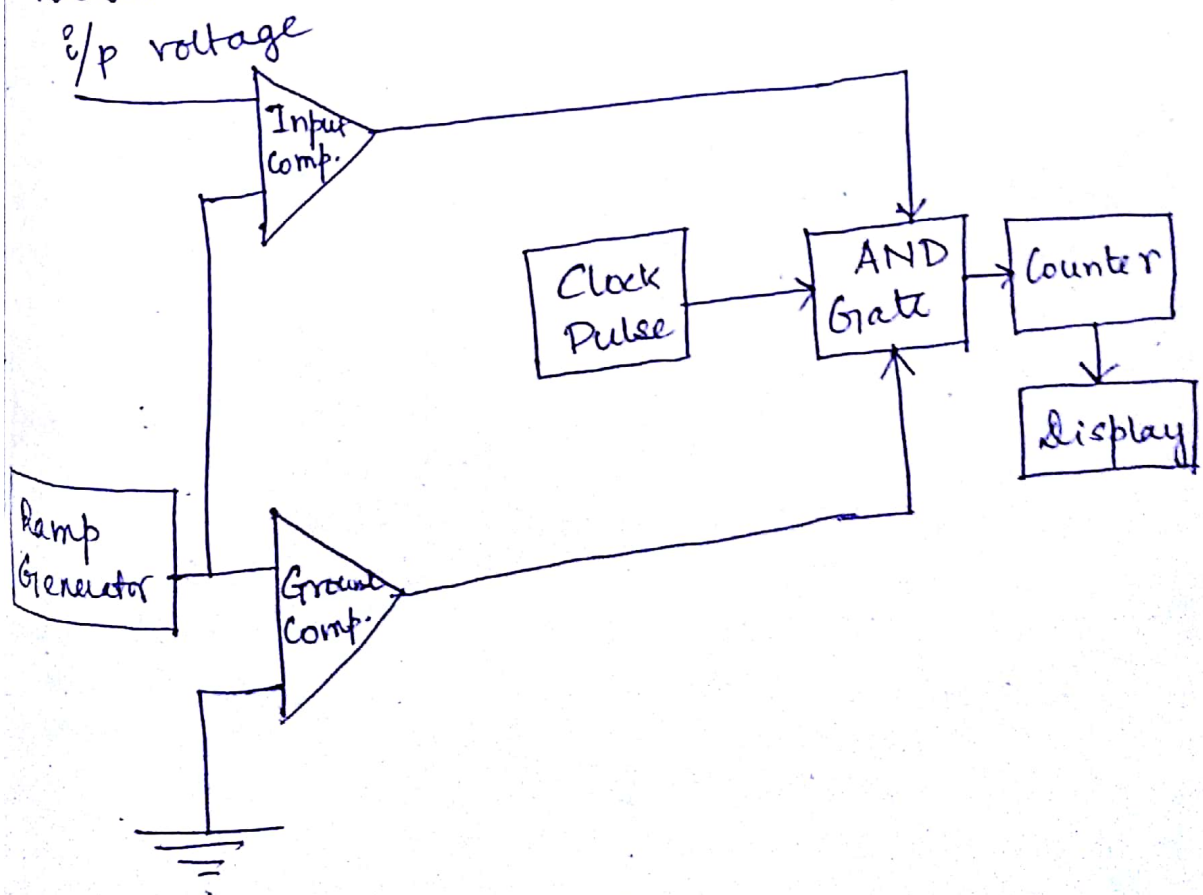 i/p voltage
Input
Comp.
Clock
Pulse
AND
Gate
Counter
Display
Ramp
Generator
Ground
Comp.